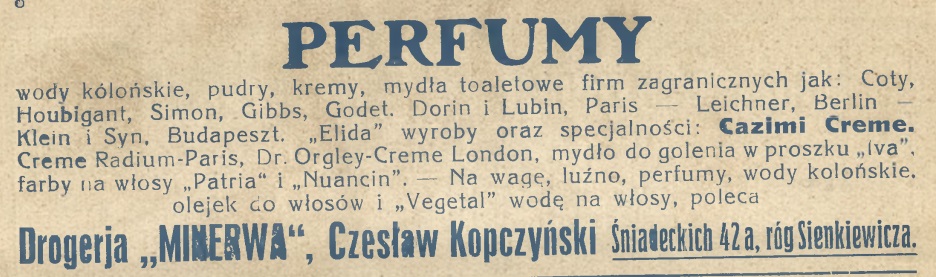 PERFUMY
wody kólońskie, pudry, kremy, mydła toaletowe firm zagranicznych jak: Coty,
Houbigant, Simon, Gibbs, Godet. Dorin i Lubin, Paris — Leichner, Berlin —
Klein i Syn, Budapeszt. „Elida” wyroby oraz specjalności: Cazimi Creme.
Creme Radium-Paris, Dr. Orgley-Creme London, mydło do golenia w proszku „Iva”.
farby na włosy „Patria” i „Nuancin”. — Na wagę, luźno, perfumy, wody kolońskie.
olejek do włosów i „Vegetal” wodę na włosy, poleca
Drogerja „MINERWA“, Czesław Kopczyński Śniadeckich 42 a, róg Sienkiewicza.